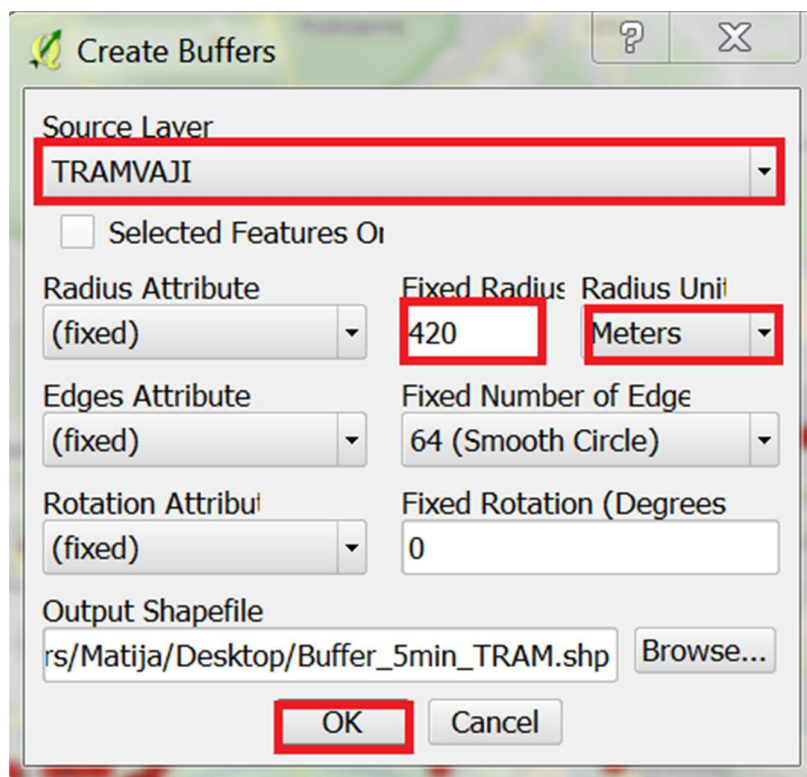 Create Buffers
Source Layer
TRAMVAJI
Selected Features Or
Radius Attribute
Fixed Radius Radius Unit
(fixed)
420
Meters
Edges Attribute
Fixed Number of Edge
(fixed)
64 (Smooth Circle)
Rotation Attribut
Fixed Rotation (Degrees
(fixed)
0
Output Shapefile
rs/Matija/Desktop/Buffer_5min_TRAM.shp
Browse...
OK
Cancel